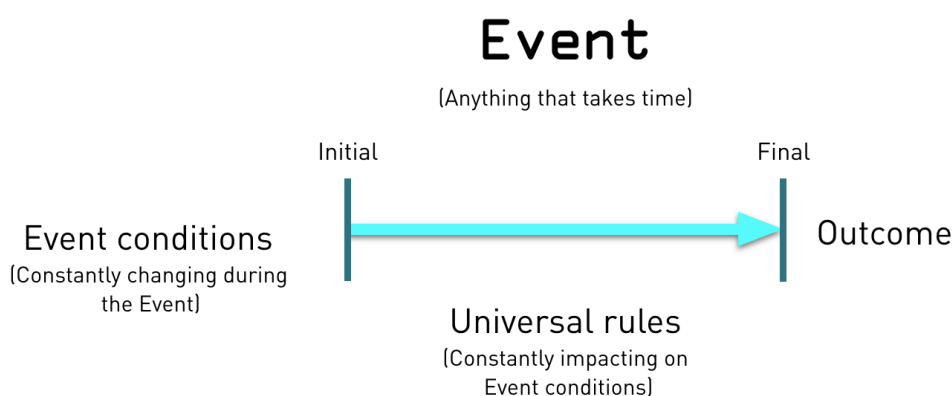 Event
(Anything that takes time)
Initial
Final
Event conditions
(Constantly changing during
the Event)
Outcome
Universal rules
(Constantly impacting on
Event conditions)